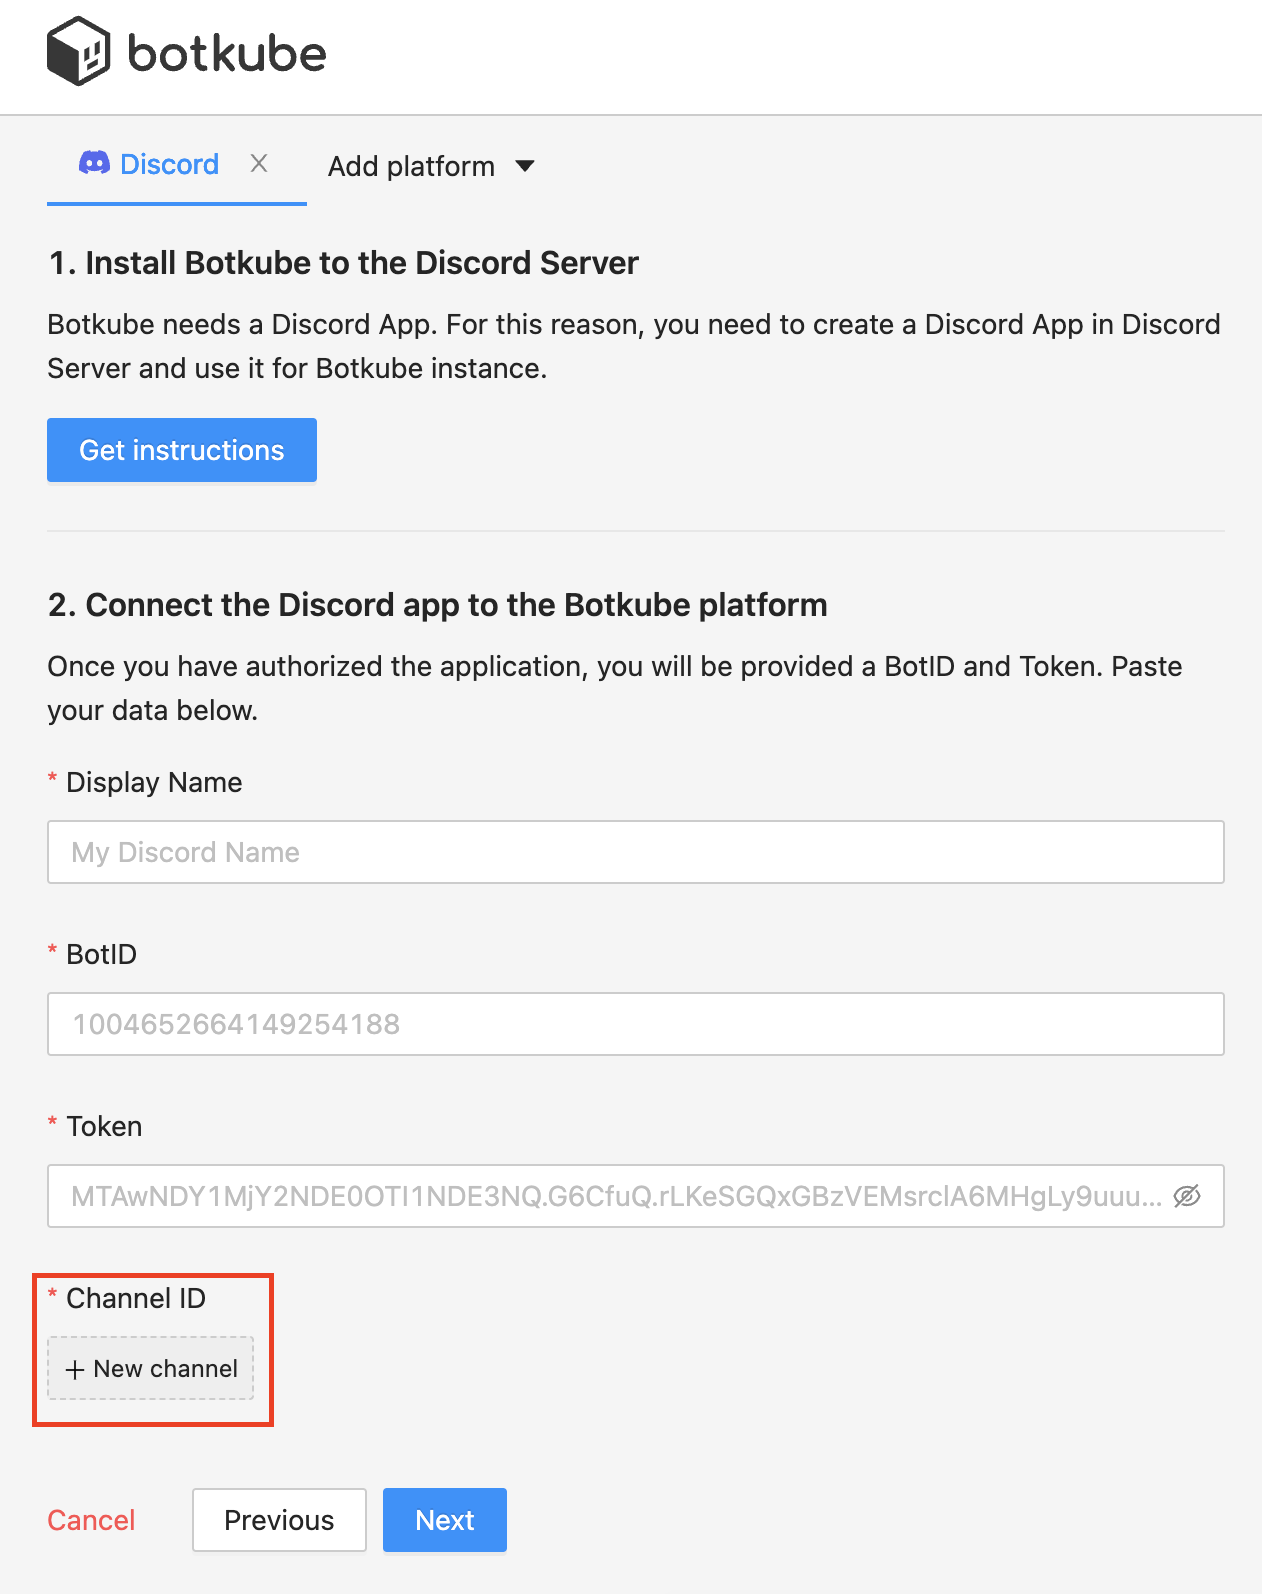 botkube
Discord
Add platform
1. Install Botkube to the Discord Server
Botkube needs a Discord App. For this reason, you need to create a Discord App in Discord
Server and use it for Botkube instance.
Get instructions
2. Connect the Discord app to the Botkube platform
Once you have authorized the application, you will be provided a BotID and Token. Paste
your data below.
* Display Name
My Discord Name
* BotID
1004652664149254188
* Token
MTAwNDY1MjY2NDE0OTI1NDE3NQ.G6CfuQ.rLKeSGQxGBzVEMsrclA6MHgLy9uuu...
* Channel ID
+ New channel
Cancel
Previous
Next